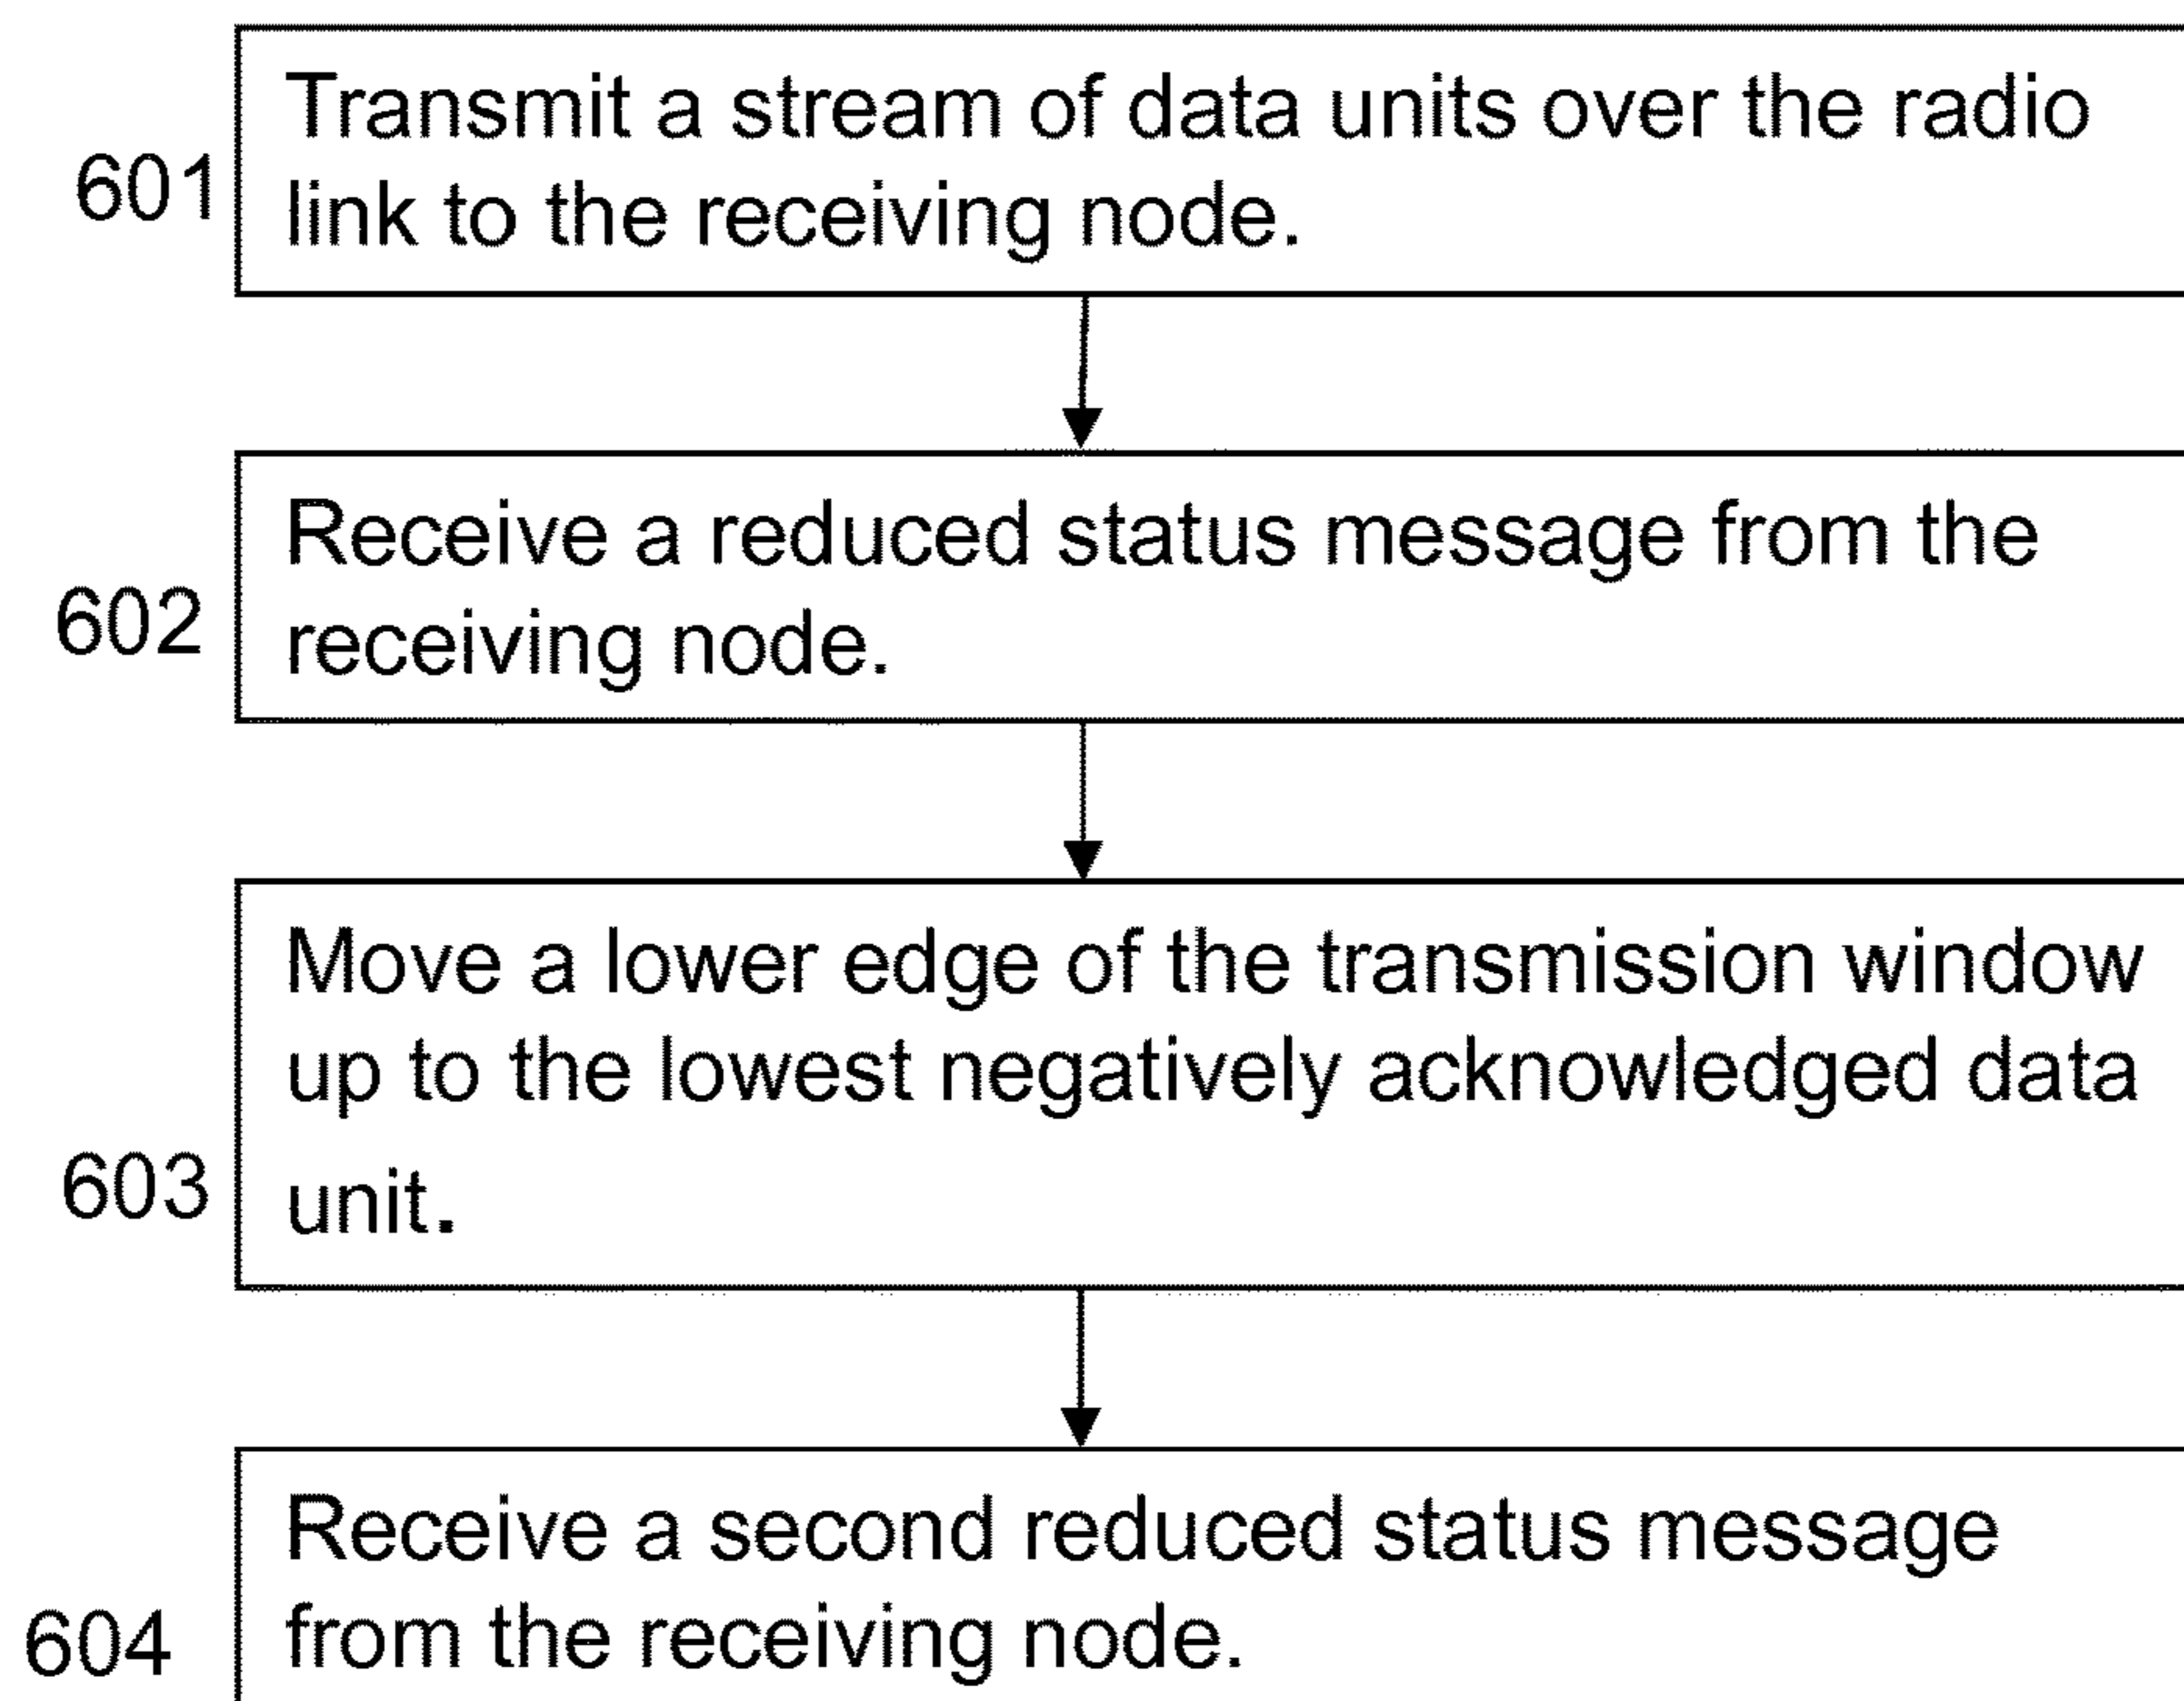 Transmit a stream of data units over the radio
601
link to the receiving node.
Receive a reduced status message from the
602
receiving node.
Move a lower edge of the transmission window
up to the lowest negatively acknowledged data
603
unit.
Receive a second reduced status message
604
from the receiving node.